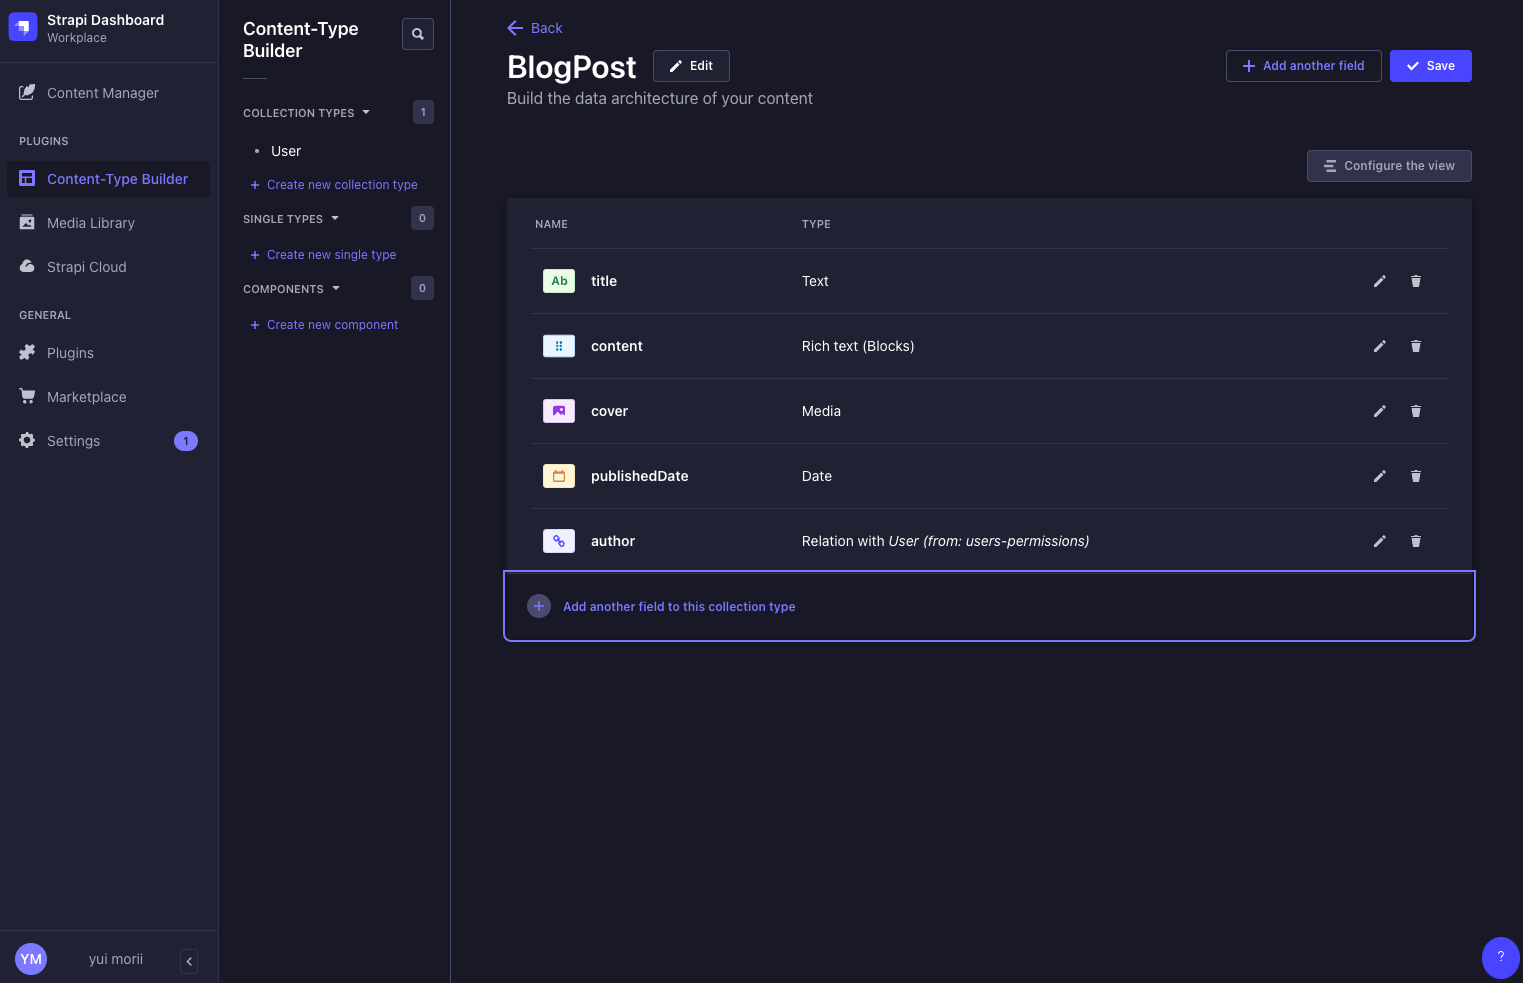 Strapi Dashboard
Workplace
Content Manager
PLUGINS
Content-Type Builder
Media Library
Strapi Cloud
GENERAL
Plugins
Marketplace
Settings 1
YM yui morii
Content-Type
Builder
COLLECTION TYPES 1
User
Create new collection type
SINGLE TYPES 0
Create new single type
COMPONENTS 0
Create new component
Back
BlogPost Edit
Add another field Save
Build the data architecture of your content
Configure the view
NAME TYPE
Ab title Text
content Rich text (Blocks)
cover Media
publishedDate Date
author Relation with User (from: users-permissions)
Add another field to this collection type
?